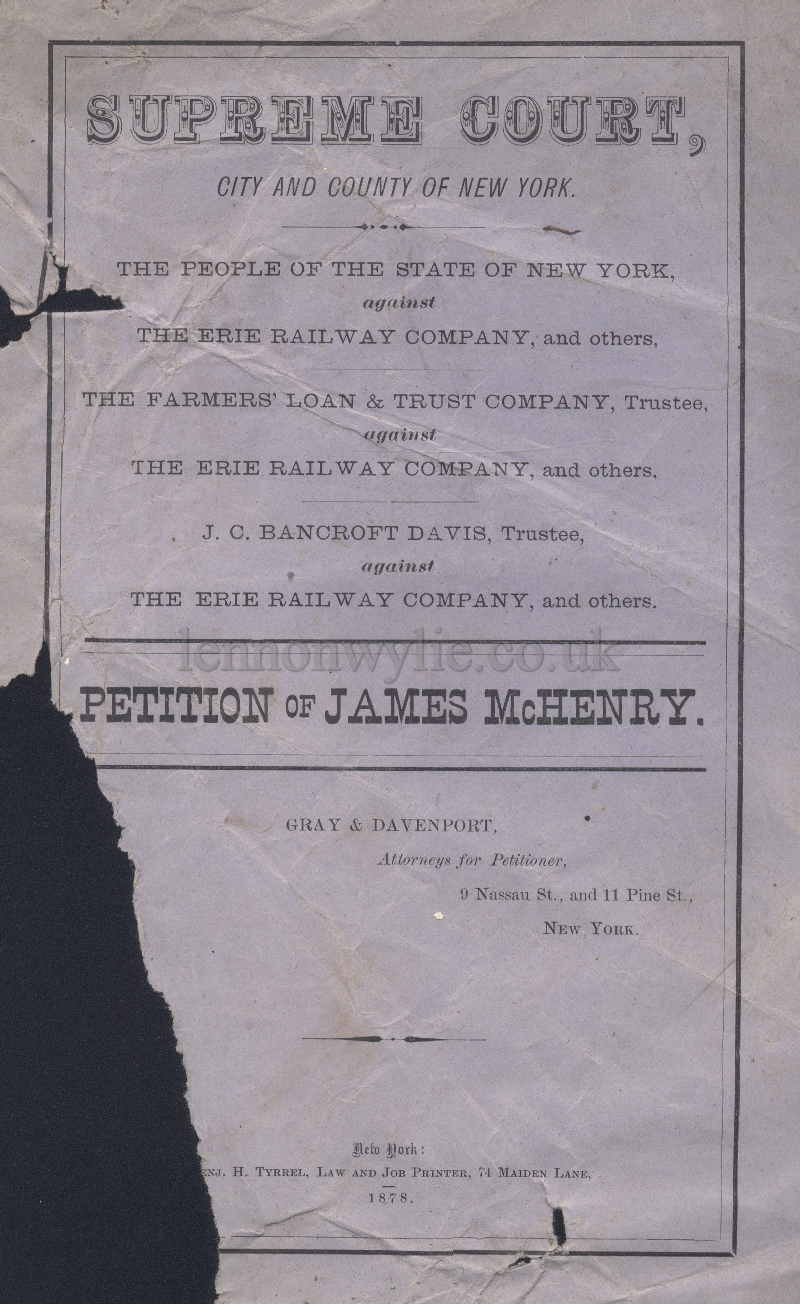 SUPREME COURT,
CITY AND COUNTY OF NEW YORK.
THE PEOPLE OF THE STATE OF NEW YORK,
against
THE ERIE RAILWAY COMPANY, and others.
THE FARMERS' LOAN & TRUST COMPANY, Trustee,
against
THE ERIE RAILWAY COMPANY, and others.
J. C. BANCROFT DAVIS, Trustee,
against
THE ERIE RAILWAY COMPANY, and others.
lennonwylie.co.uk
PETITION OF JAMES McHENRY.
GRAY & DAVENPORT,
Attorneys for Petitioner,
9 Nassau St., and 11 Pine St.,
NEW YORK.
New York:
ENJ. H. TYRREL, LAW AND JOB PRINTER, 74 MAIDEN LANE,
1878.